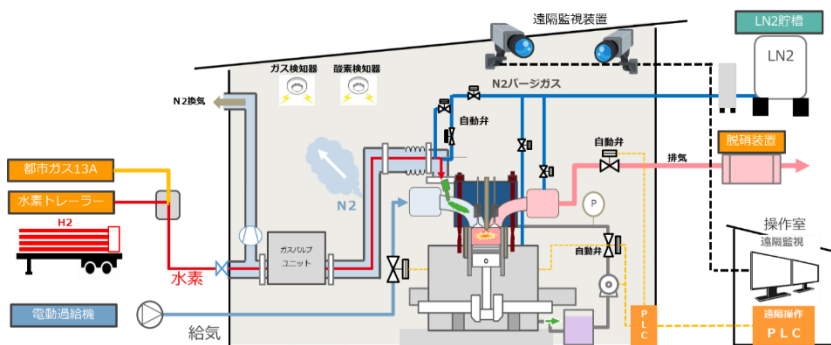 遠隔監視装置
LN2貯槽
LN2
ガス検知器
酸素検知器
N2換気
N2パージガス
自動弁
自動弁
脱硝装置
排気
都市ガス13A
水素トレーラー
H2
N2
P
操作室
遠隔監視
ガスバルブ
ユニット
水素
自動弁
電動過給機
給気
PLC
遠隔操作
PLC